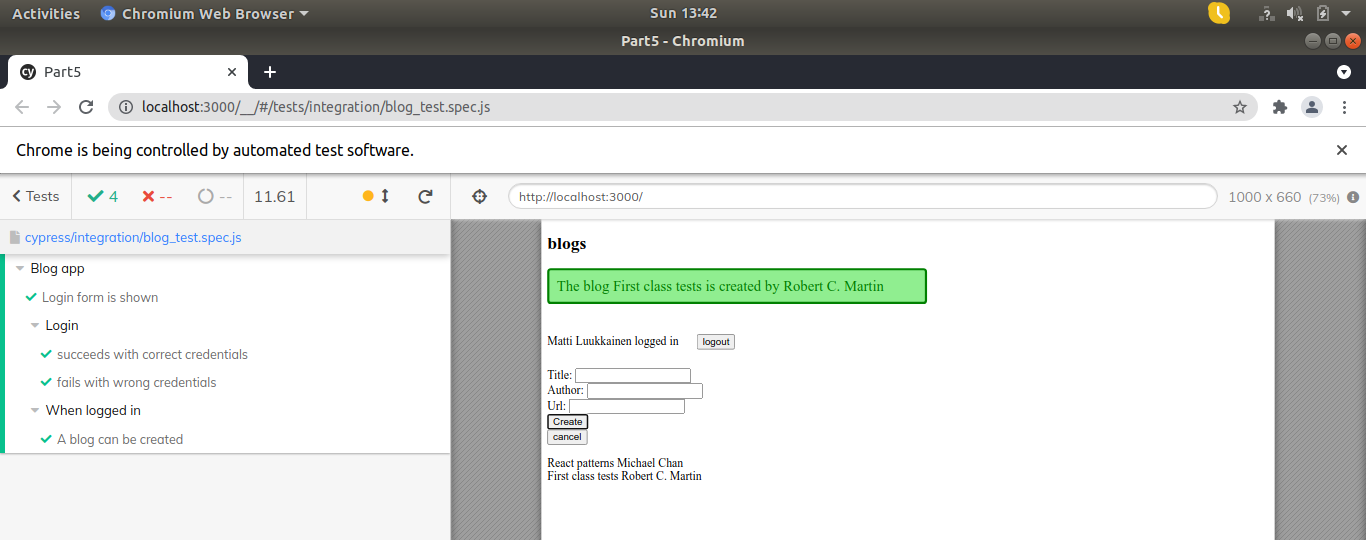 Activities Chromium Web Browser Sun 13:42
Part5 - Chromium
cy Part5
localhost:3000/__/#/tests/integration/blog_test.spec.js
Chrome is being controlled by automated test software.
Tests 4 -- -- 11.61 http://localhost:3000/ 1000 x 660 (73%)
cypress/integration/blog_test.spec.js
Blog app
Login form is shown
Login
succeeds with correct credentials
fails with wrong credentials
When logged in
A blog can be created
blogs
The blog First class tests is created by Robert C. Martin
Matti Luukkainen logged in logout
Title:
Author:
Url:
Create
cancel
React patterns Michael Chan
First class tests Robert C. Martin